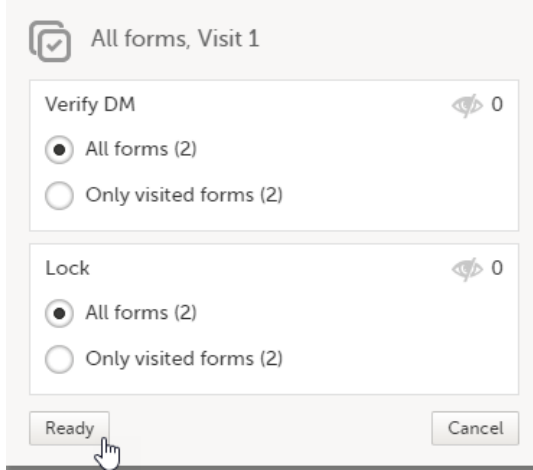 All forms, Visit 1
Verify DM 0
All forms (2)
Only visited forms (2)
Lock 0
All forms (2)
Only visited forms (2)
Ready Cancel